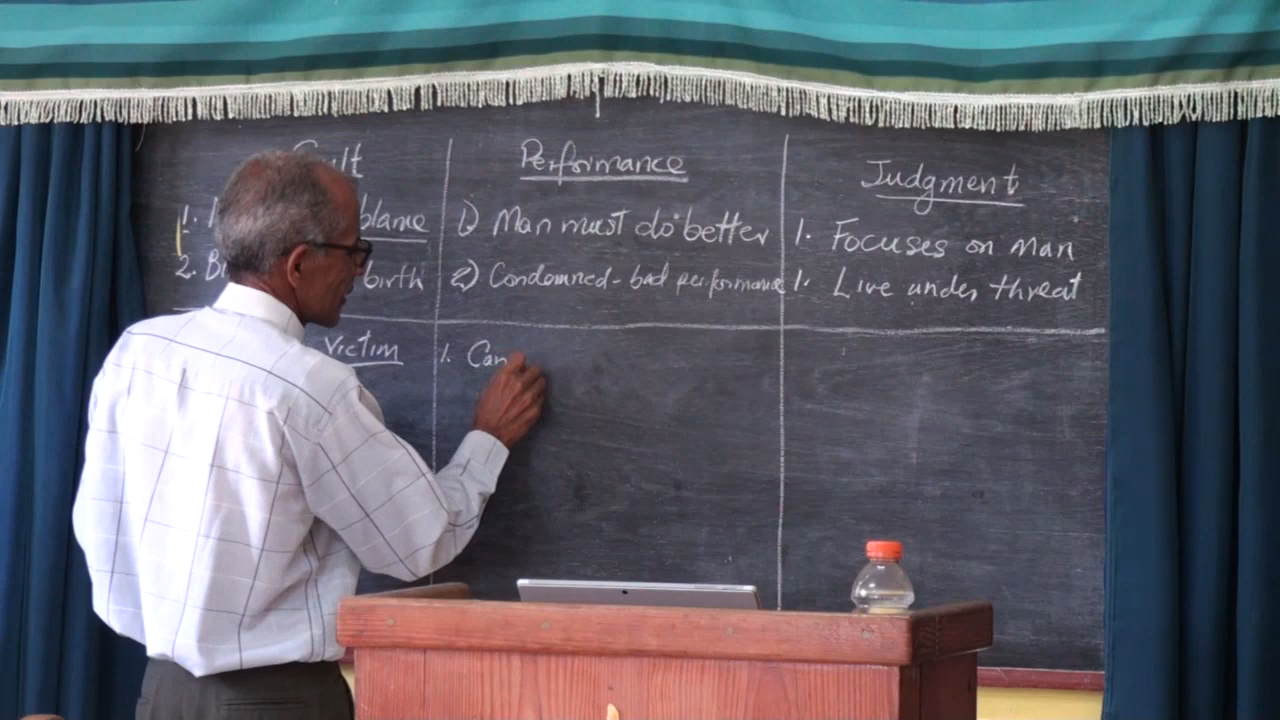 Guilt
1. blame
2. birth
Victim
Performance
1) Man must do better
2) Condemned - bad performance
1. Can
Judgment
1. Focuses on man
1. Live under threat